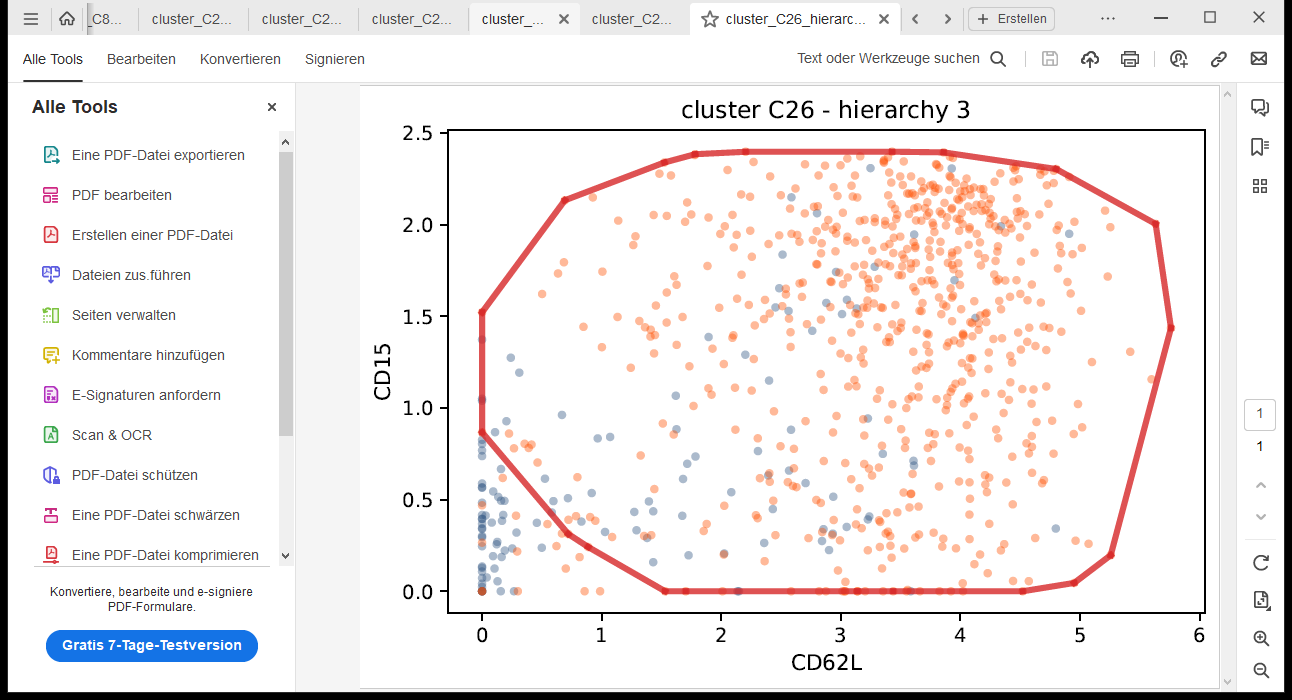 _C8...
cluster_C2...
cluster_C2...
cluster_C2...
cluster_...
cluster_C2...
cluster_C26_hierarc...
Erstellen
Alle Tools
Bearbeiten
Konvertieren
Signieren
Text oder Werkzeuge suchen
Alle Tools
Eine PDF-Datei exportieren
PDF bearbeiten
Erstellen einer PDF-Datei
Dateien zus.führen
Seiten verwalten
Kommentare hinzufügen
E-Signaturen anfordern
Scan & OCR
PDF-Datei schützen
Eine PDF-Datei schwärzen
Eine PDF-Datei komprimieren
Konvertiere, bearbeite und e-signiere
PDF-Formulare.
Gratis 7-Tage-Testversion
cluster C26 - hierarchy 3
2.5
2.0
1.5
1.0
0.5
0.0
CD15
0
1
2
3
4
5
6
CD62L
1
1